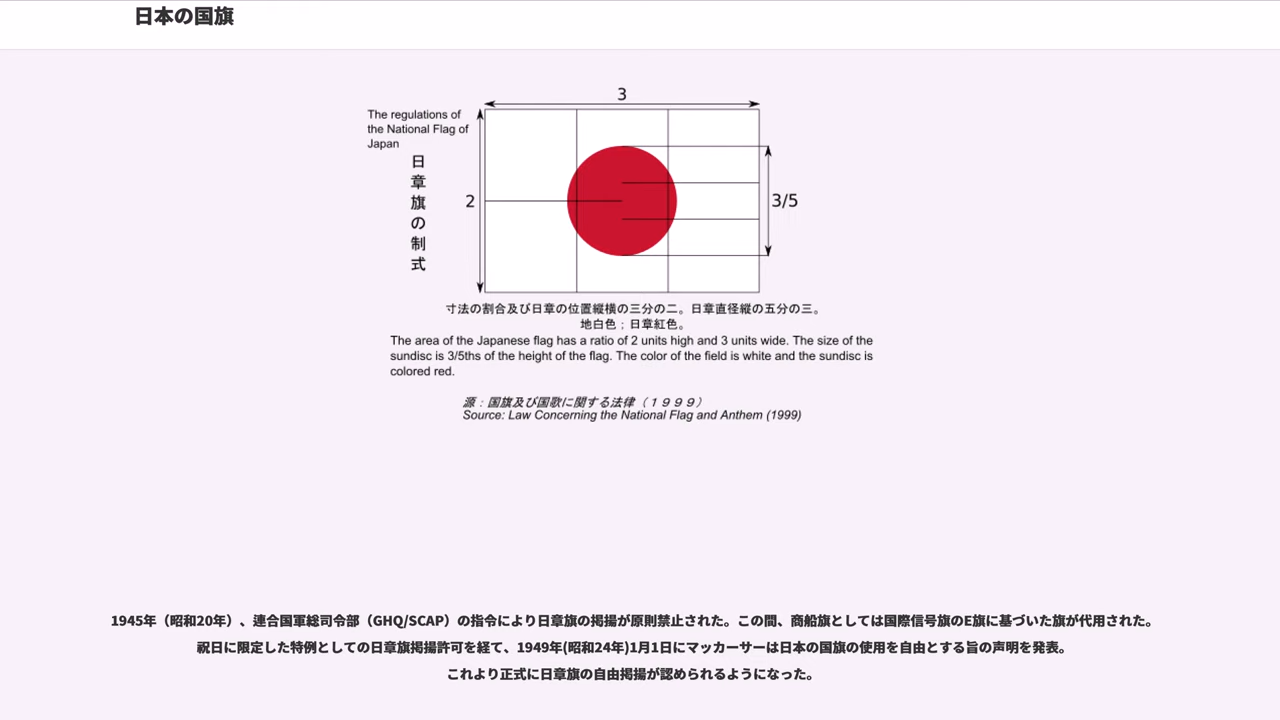 日本の国旗
3
The regulations of
the National Flag of
Japan
日章旗の制式
2
3/5
寸法の割合及び日章の位置縦横の三分の二。日章直径縦の五分の三。
地白色；日章紅色。
The area of the Japanese flag has a ratio of 2 units high and 3 units wide. The size of the
sundisc is 3/5ths of the height of the flag. The color of the field is white and the sundisc is
colored red.
源：国旗及び国歌に関する法律（１９９９）
Source: Law Concerning the National Flag and Anthem (1999)
1945年（昭和20年）、連合国軍総司令部（GHQ/SCAP）の指令により日章旗の掲揚が原則禁止された。この間、商船旗としては国際信号旗のE旗に基づいた旗が代用された。
祝日に限定した特例としての日章旗掲揚許可を経て、1949年(昭和24年)1月1日にマッカーサーは日本の国旗の使用を自由とする旨の声明を発表。
これより正式に日章旗の自由掲揚が認められるようになった。